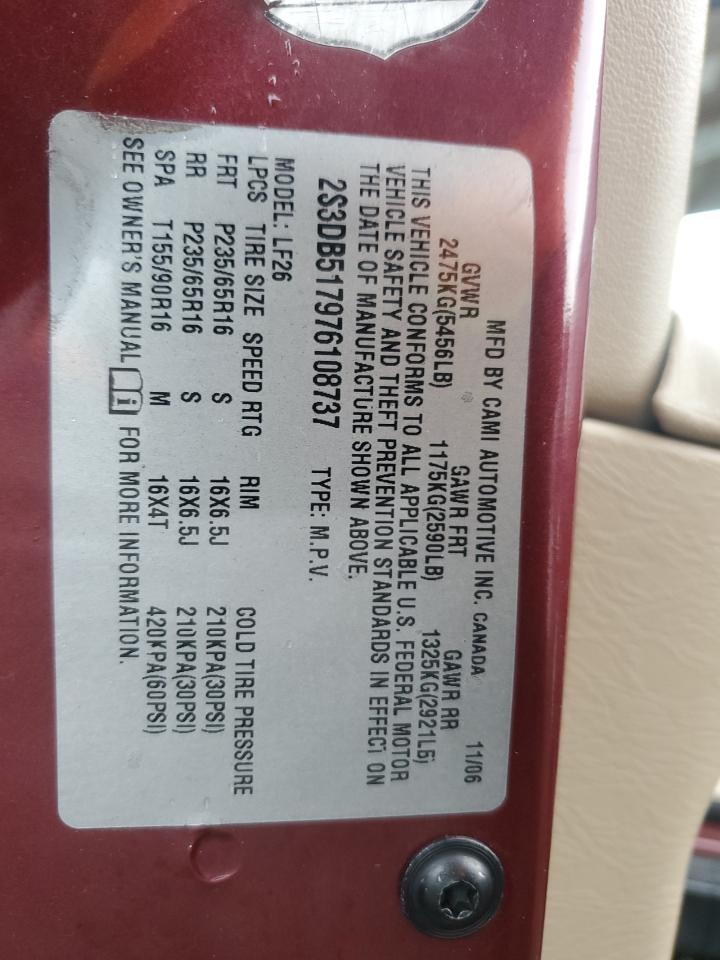 MFD BY CAMI AUTOMOTIVE INC. CANADA 11/06
GVWR GAWR FRT GAWR RR
2475KG(5456LB) 1175KG(2590LB) 1325KG(2921LB)
THIS VEHICLE CONFORMS TO ALL APPLICABLE U.S. FEDERAL MOTOR
VEHICLE SAFETY AND THEFT PREVENTION STANDARDS IN EFFECT ON
THE DATE OF MANUFACTURE SHOWN ABOVE.
2S3DB517976108737 TYPE: M.P.V.
MODEL: LF26
LPCS TIRE SIZE SPEED RTG RIM COLD TIRE PRESSURE
FRT P235/65R16 S 16X6.5J 210KPA(30PSI)
RR P235/65R16 S 16X6.5J 210KPA(30PSI)
SPA T155/90R16 M 16X4T 420KPA(60PSI)
SEE OWNER'S MANUAL FOR MORE INFORMATION.